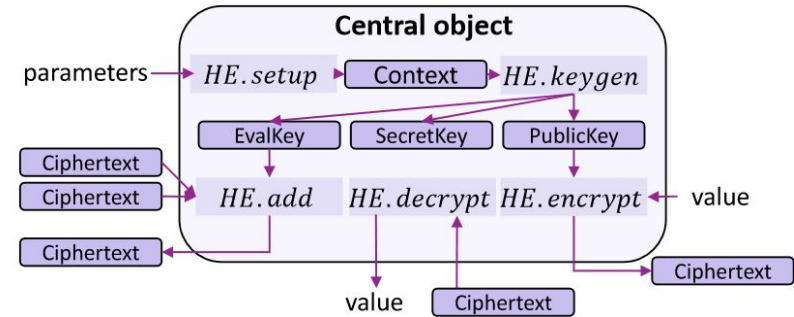 Central object
parameters HE.setup Context HE.keygen
EvalKey SecretKey PublicKey
Ciphertext
Ciphertext HE.add HE.decrypt HE.encrypt value
Ciphertext
Ciphertext
value Ciphertext